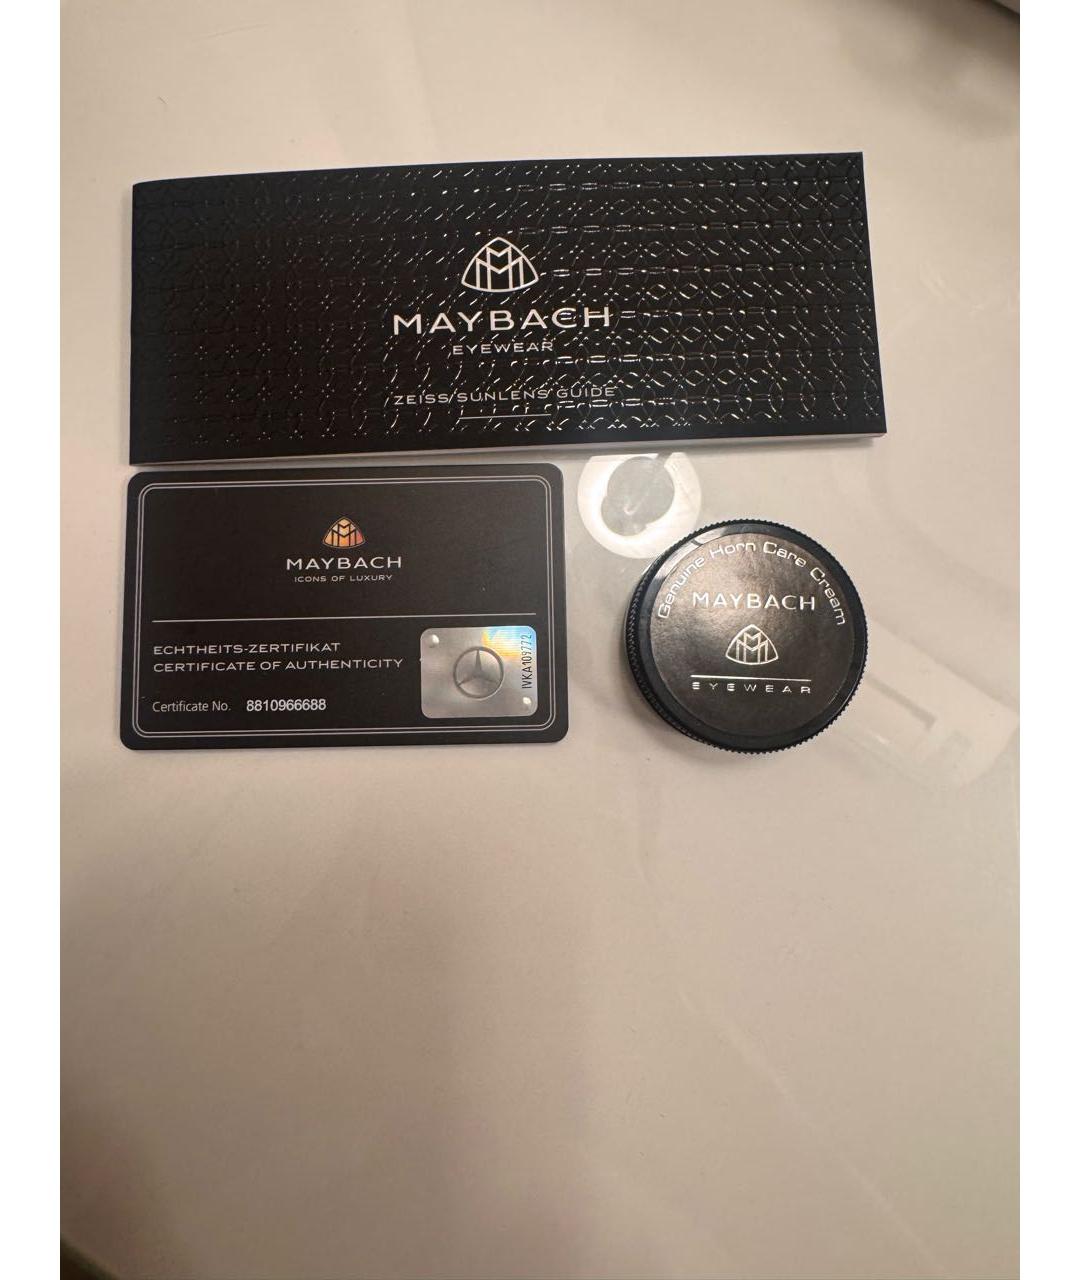 MAYBACH
EYEWEAR
ZEISS SUNLENS GUIDE
MAYBACH
ICONS OF LUXURY
ECHTHEITS-ZERTIFIKAT
CERTIFICATE OF AUTHENTICITY
Certificate No. 8810966688
IVKA109772
Genuine Horn Care Cream
MAYBACH
EYEWEAR